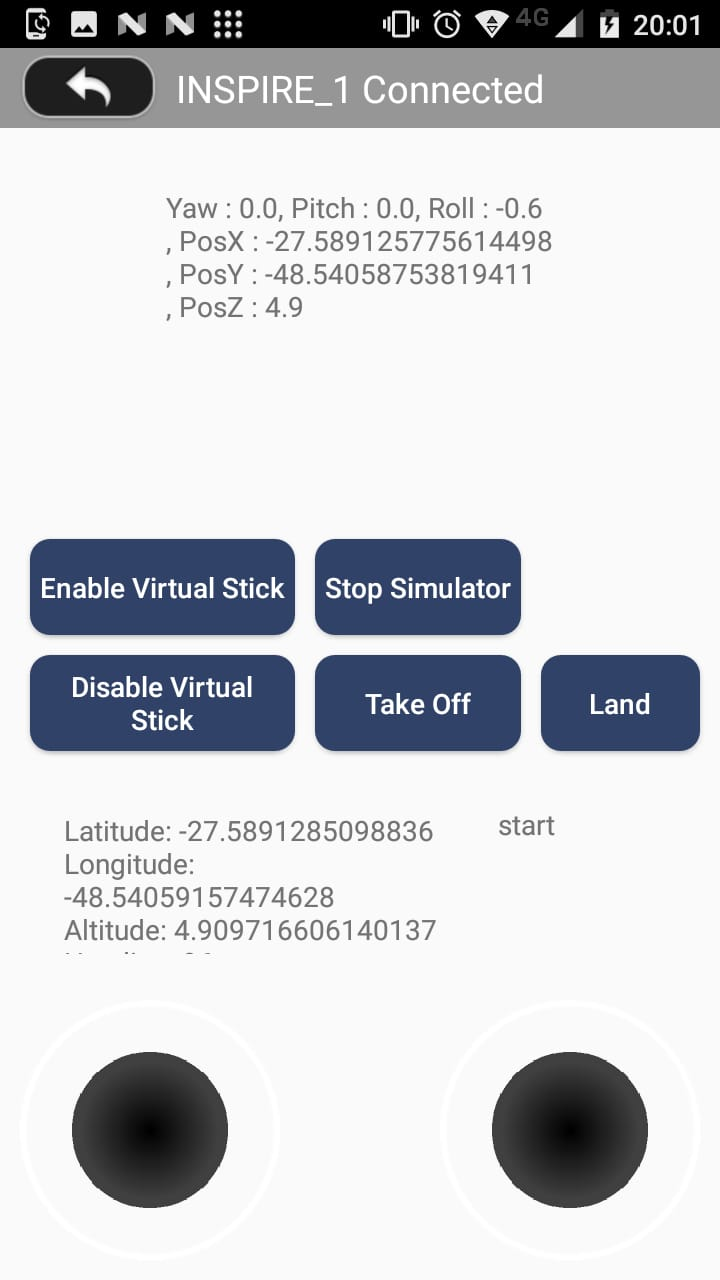 4G 20:01
INSPIRE_1 Connected
Yaw : 0.0, Pitch : 0.0, Roll : -0.6
, PosX : -27.589125775614498
, PosY : -48.54058753819411
, PosZ : 4.9
Enable Virtual Stick
Stop Simulator
Disable Virtual
Stick
Take Off
Land
Latitude: -27.5891285098836
Longitude:
-48.54059157474628
Altitude: 4.909716606140137
start